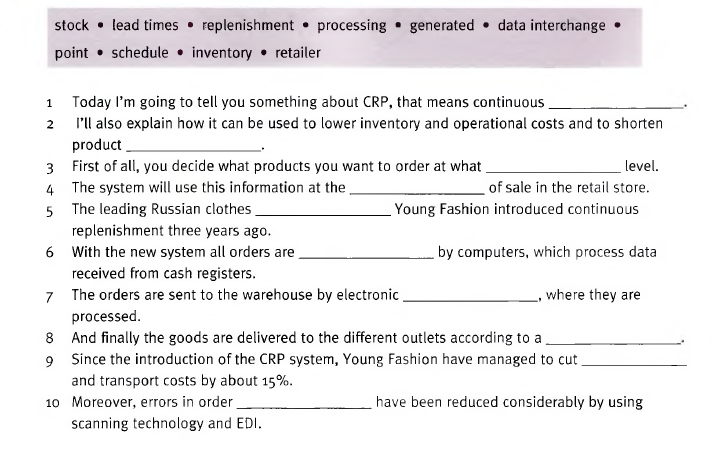 stock • lead times • replenishment • processing • generated • data interchange •
point • schedule • inventory • retailer
1 Today I'm going to tell you something about CRP, that means continuous ________________.
2 I'll also explain how it can be used to lower inventory and operational costs and to shorten
product ________________.
3 First of all, you decide what products you want to order at what ________________ level.
4 The system will use this information at the ________________ of sale in the retail store.
5 The leading Russian clothes ________________ Young Fashion introduced continuous
replenishment three years ago.
6 With the new system all orders are ________________ by computers, which process data
received from cash registers.
7 The orders are sent to the warehouse by electronic ________________, where they are
processed.
8 And finally the goods are delivered to the different outlets according to a ________________.
9 Since the introduction of the CRP system, Young Fashion have managed to cut ____________
and transport costs by about 15%.
10 Moreover, errors in order ________________ have been reduced considerably by using
scanning technology and EDI.